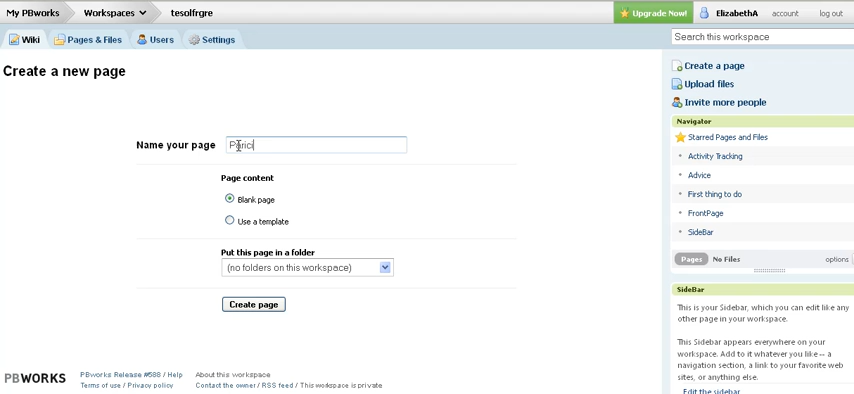 My PBworks Workspaces tesolfrgre Upgrade Now! ElizabethA account log out
Wiki Pages & Files Users Settings Search this workspace
Create a new page
Name your page
Page content
Blank page
Use a template
Put this page in a folder
(no folders on this workspace)
Create page
Create a page
Upload files
Invite more people
Navigator
Starred Pages and Files
Activity Tracking
Advice
First thing to do
FrontPage
SideBar
Pages No Files options
SideBar
This is your Sidebar, which you can edit like any
other page in your workspace.
This Sidebar appears everywhere on your
workspace. Add to it whatever you like -- a
navigation section, a link to your favorite web
sites, or anything else.
Edit the sidebar
PBWORKS PBworks Release #588 / Help About this workspace
Terms of use / Privacy policy Contact the owner / RSS feed / This workspace is private